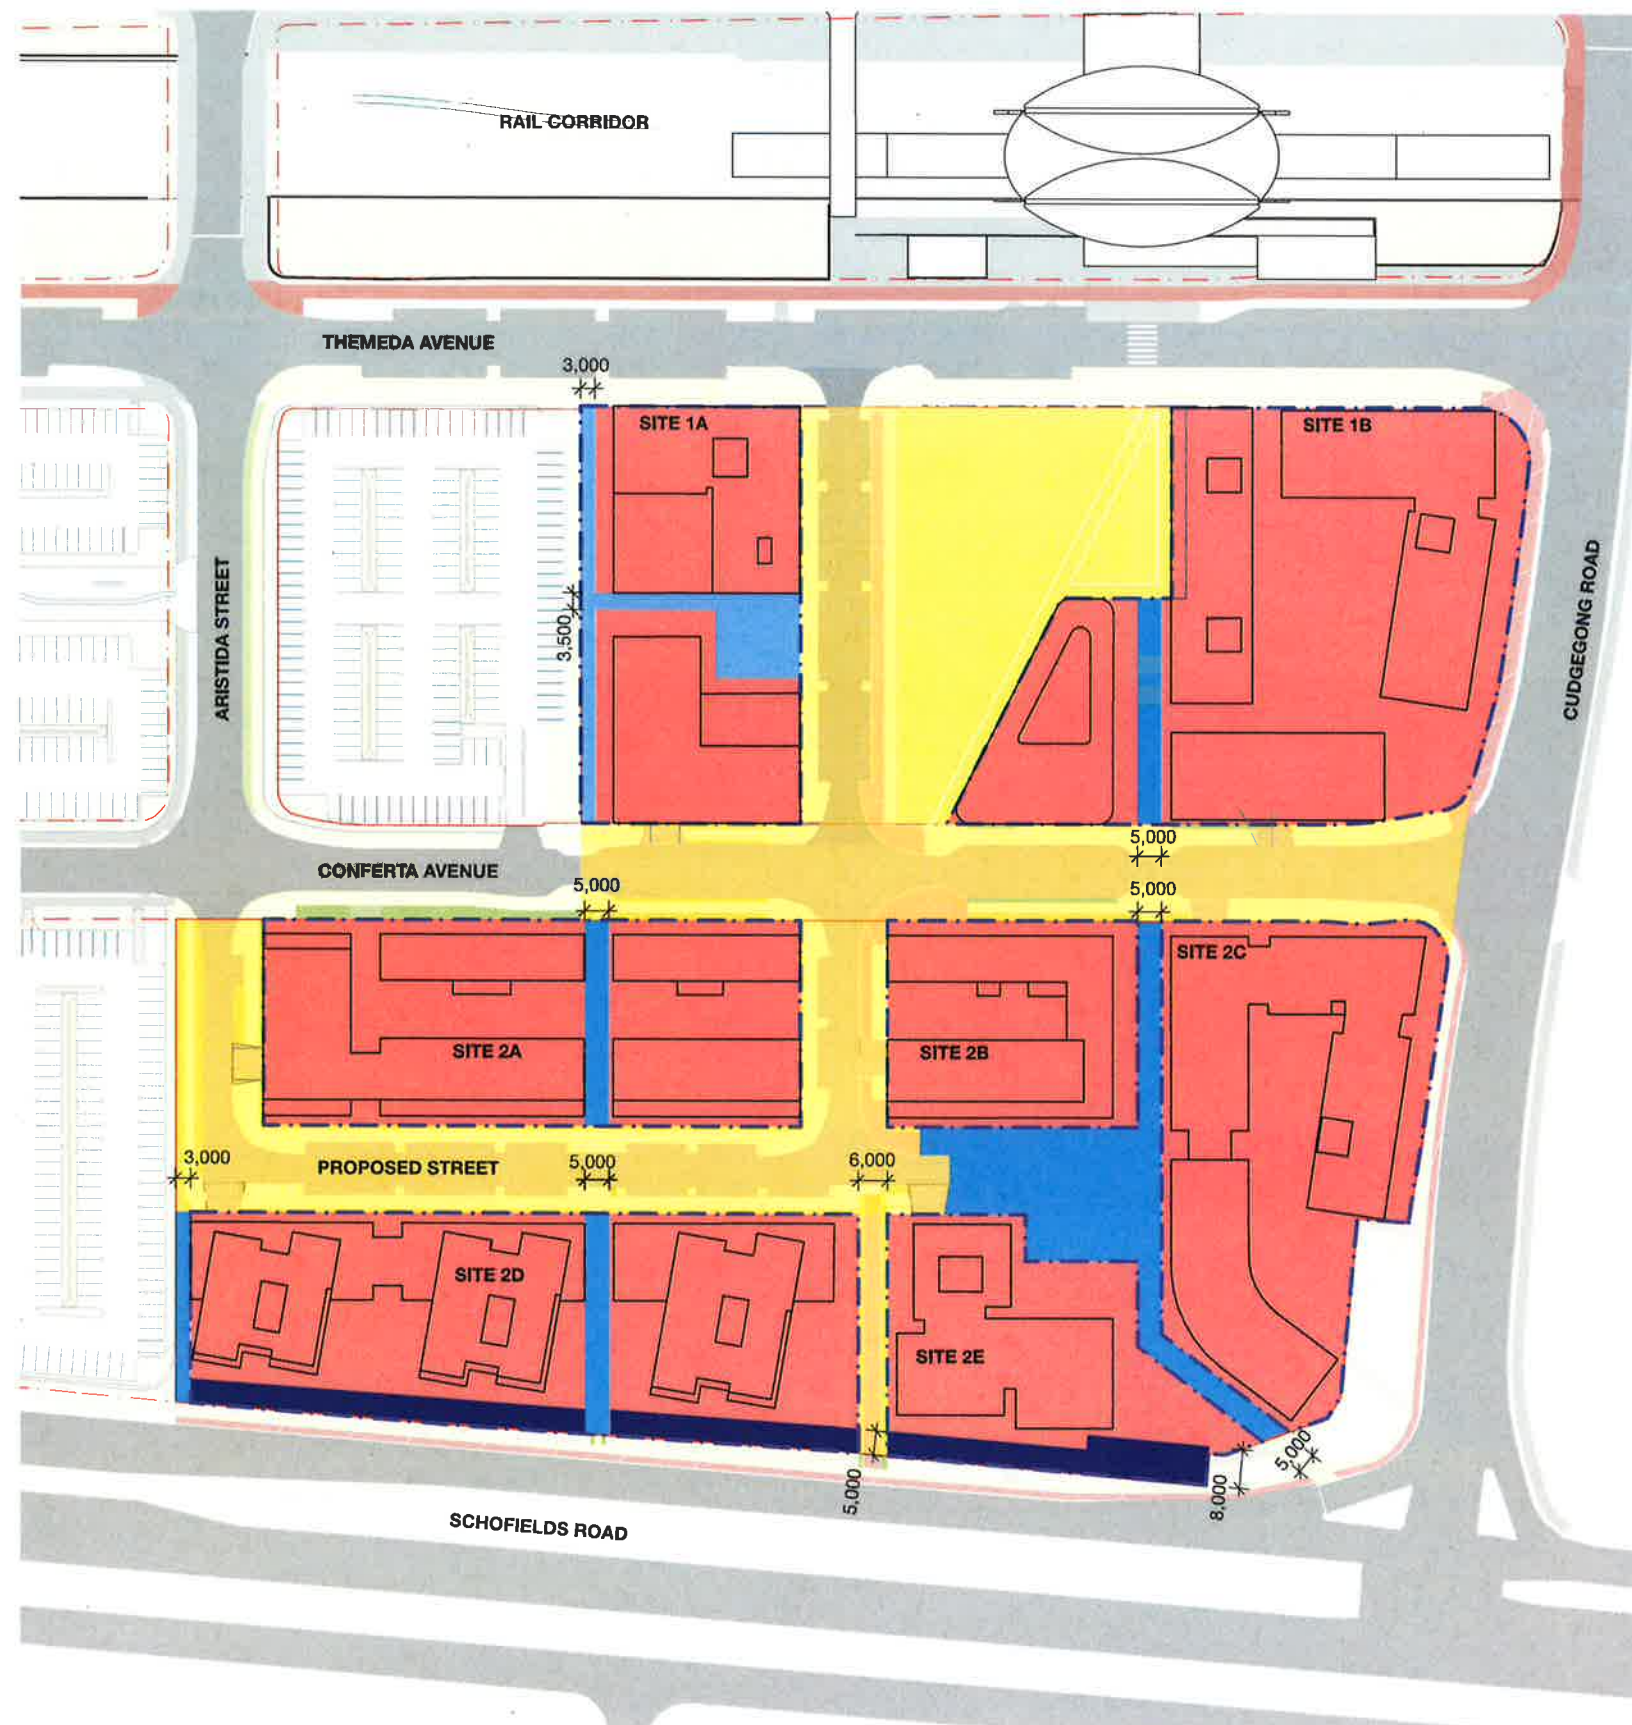 RAIL CORRIDOR
THEMEDA AVENUE
3,000
SITE 1A
SITE 1B
ARISTIDA STREET
3,500
CUDGEGONG ROAD
5,000
CONFERTA AVENUE
5,000
5,000
SITE 2C
SITE 2A
SITE 2B
3,000
PROPOSED STREET
5,000
6,000
SITE 2D
SITE 2E
5,000
5,000
8,000
SCHOFIELDS ROAD